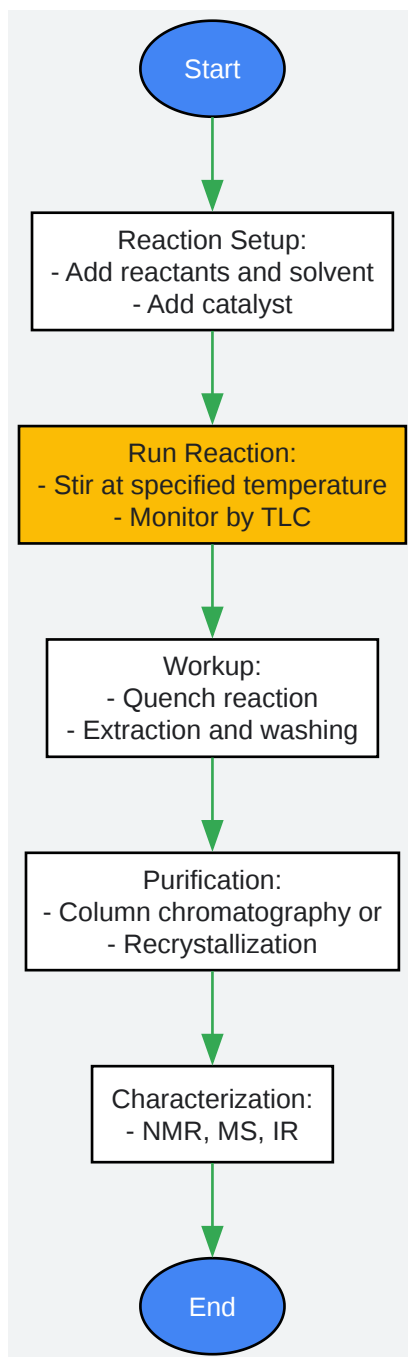 Start
Reaction Setup:
- Add reactants and solvent
- Add catalyst
Run Reaction:
- Stir at specified temperature
- Monitor by TLC
Workup:
- Quench reaction
- Extraction and washing
Purification:
- Column chromatography or
- Recrystallization
Characterization:
- NMR, MS, IR
End